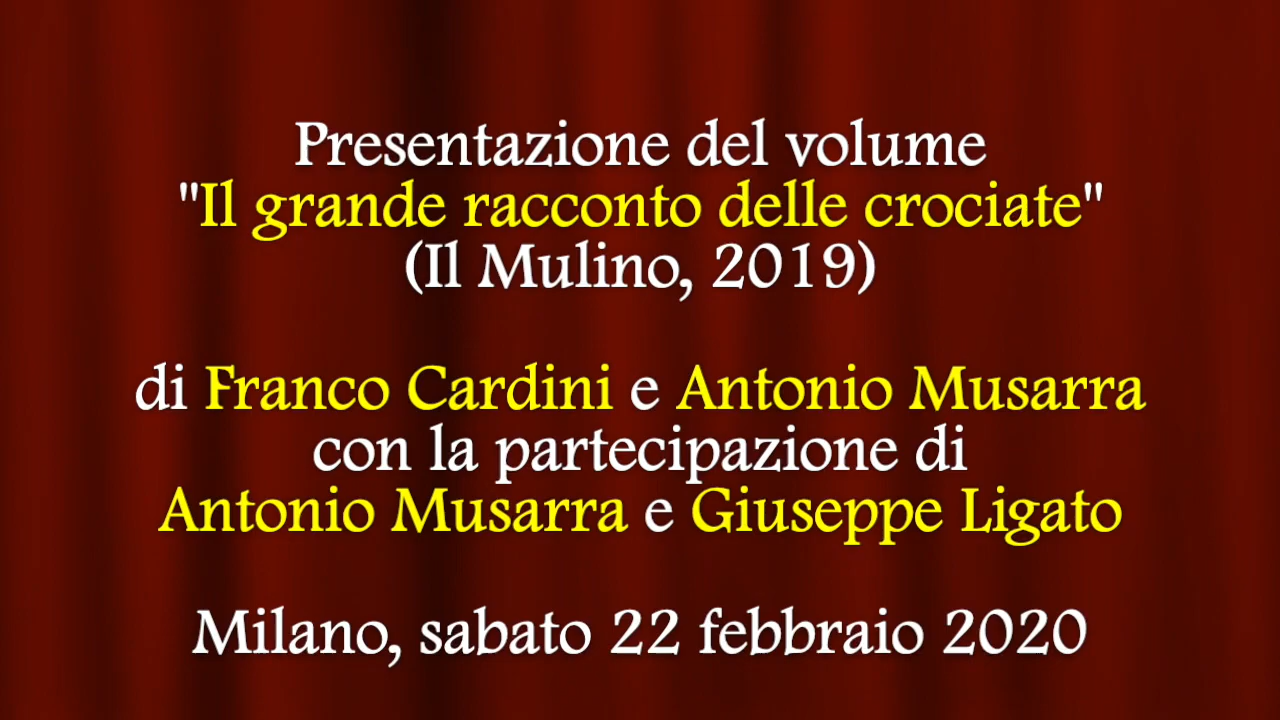 Presentazione del volume
"Il grande racconto delle crociate"
(Il Mulino, 2019)
di Franco Cardini e Antonio Musarra
con la partecipazione di
Antonio Musarra e Giuseppe Ligato
Milano, sabato 22 febbraio 2020